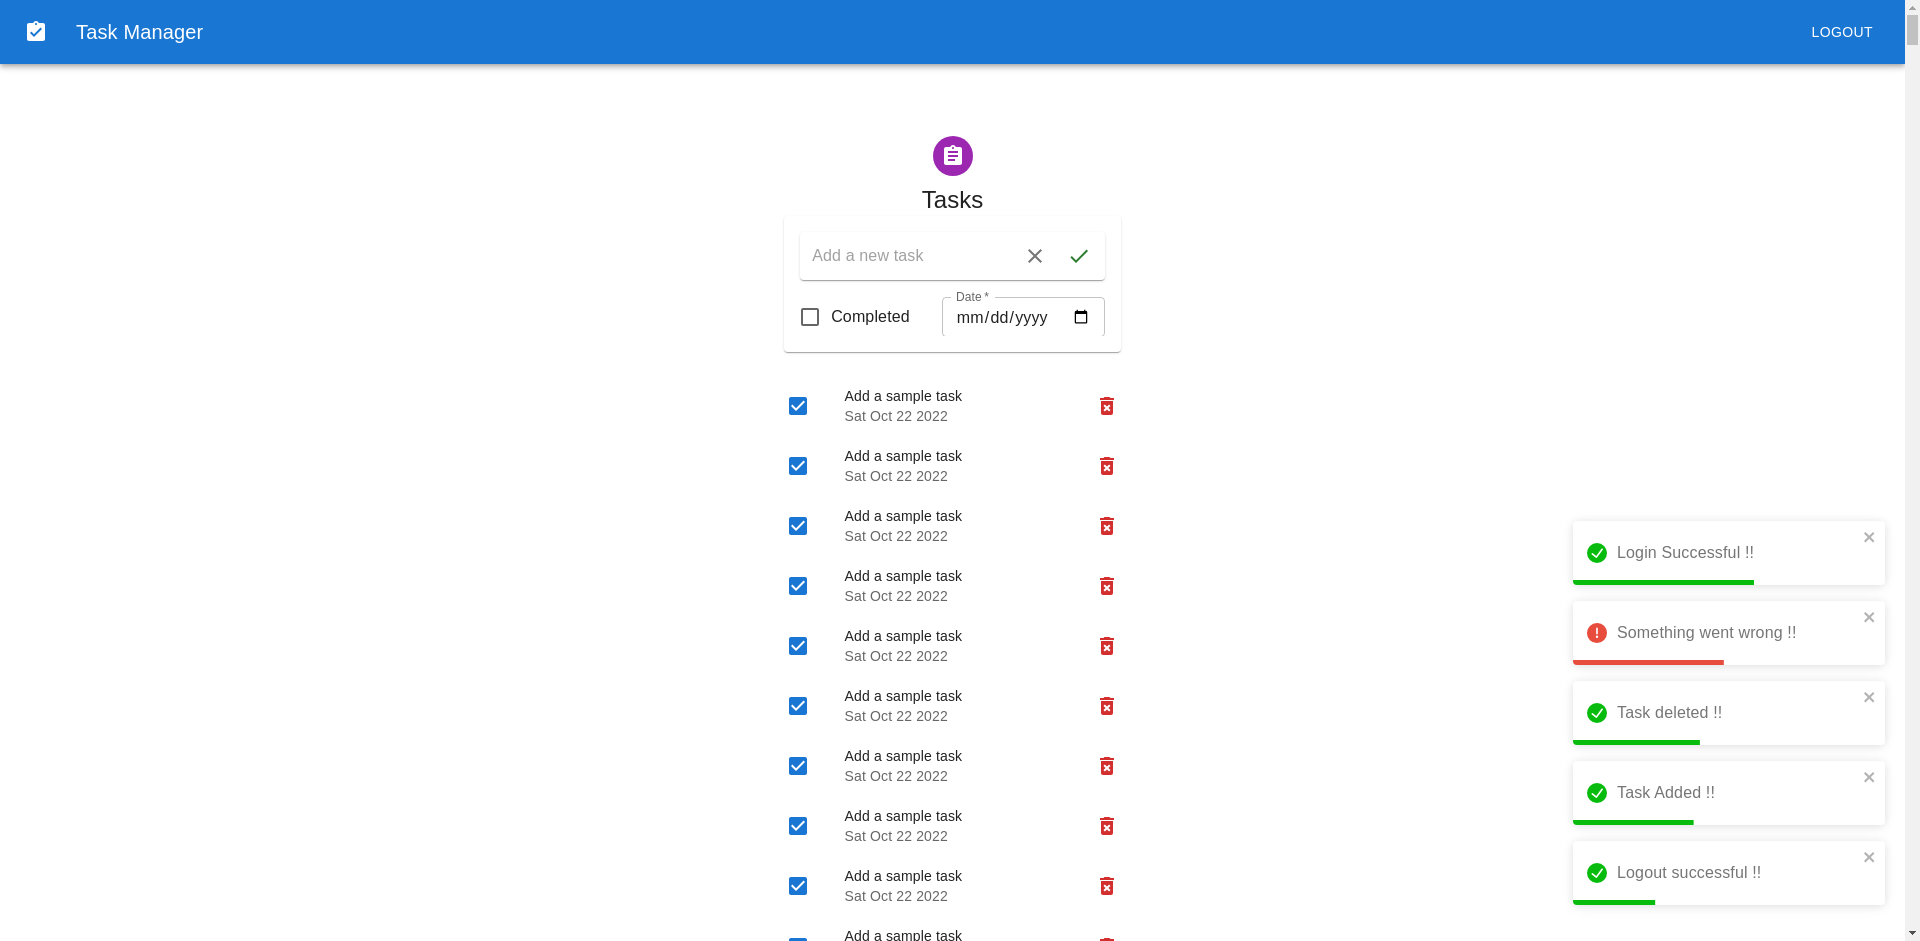 Task Manager
LOGOUT
Tasks
Add a new task
Completed
Date *
mm/dd/yyyy
Add a sample task
Sat Oct 22 2022
Add a sample task
Sat Oct 22 2022
Add a sample task
Sat Oct 22 2022
Add a sample task
Sat Oct 22 2022
Add a sample task
Sat Oct 22 2022
Add a sample task
Sat Oct 22 2022
Add a sample task
Sat Oct 22 2022
Add a sample task
Sat Oct 22 2022
Add a sample task
Sat Oct 22 2022
Add a sample task
Login Successful !!
Something went wrong !!
Task deleted !!
Task Added !!
Logout successful !!